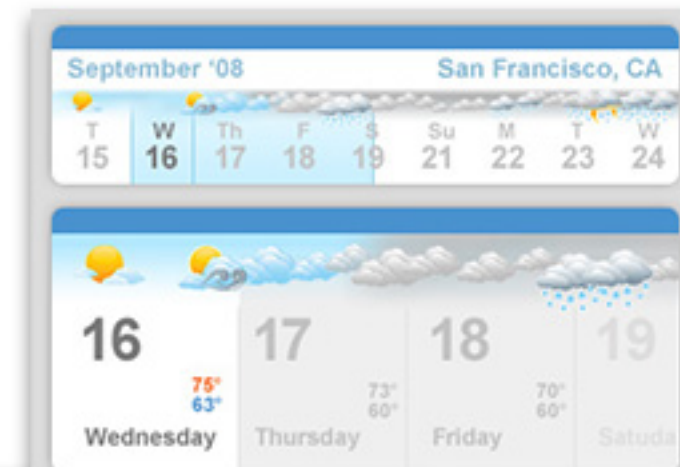 September ‘08 San Francisco, CA
T W Th F S Su M T W
15 16 17 18 19 21 22 23 24
16 17 18 19
75° 73° 70°
63° 60° 60°
Wednesday Thursday Friday Satuda